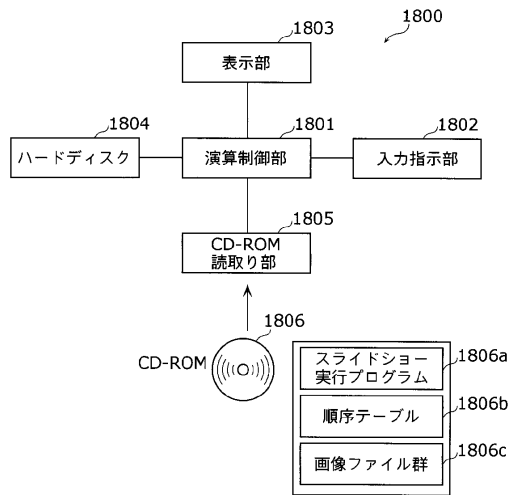 1800
1803
表示部
1804
1801
1802
ハードディスク
演算制御部
入力指示部
1805
CD-ROM
読取り部
1806
CD-ROM
スライドショー
実行プログラム
1806a
順序テーブル
1806b
画像ファイル群
1806c